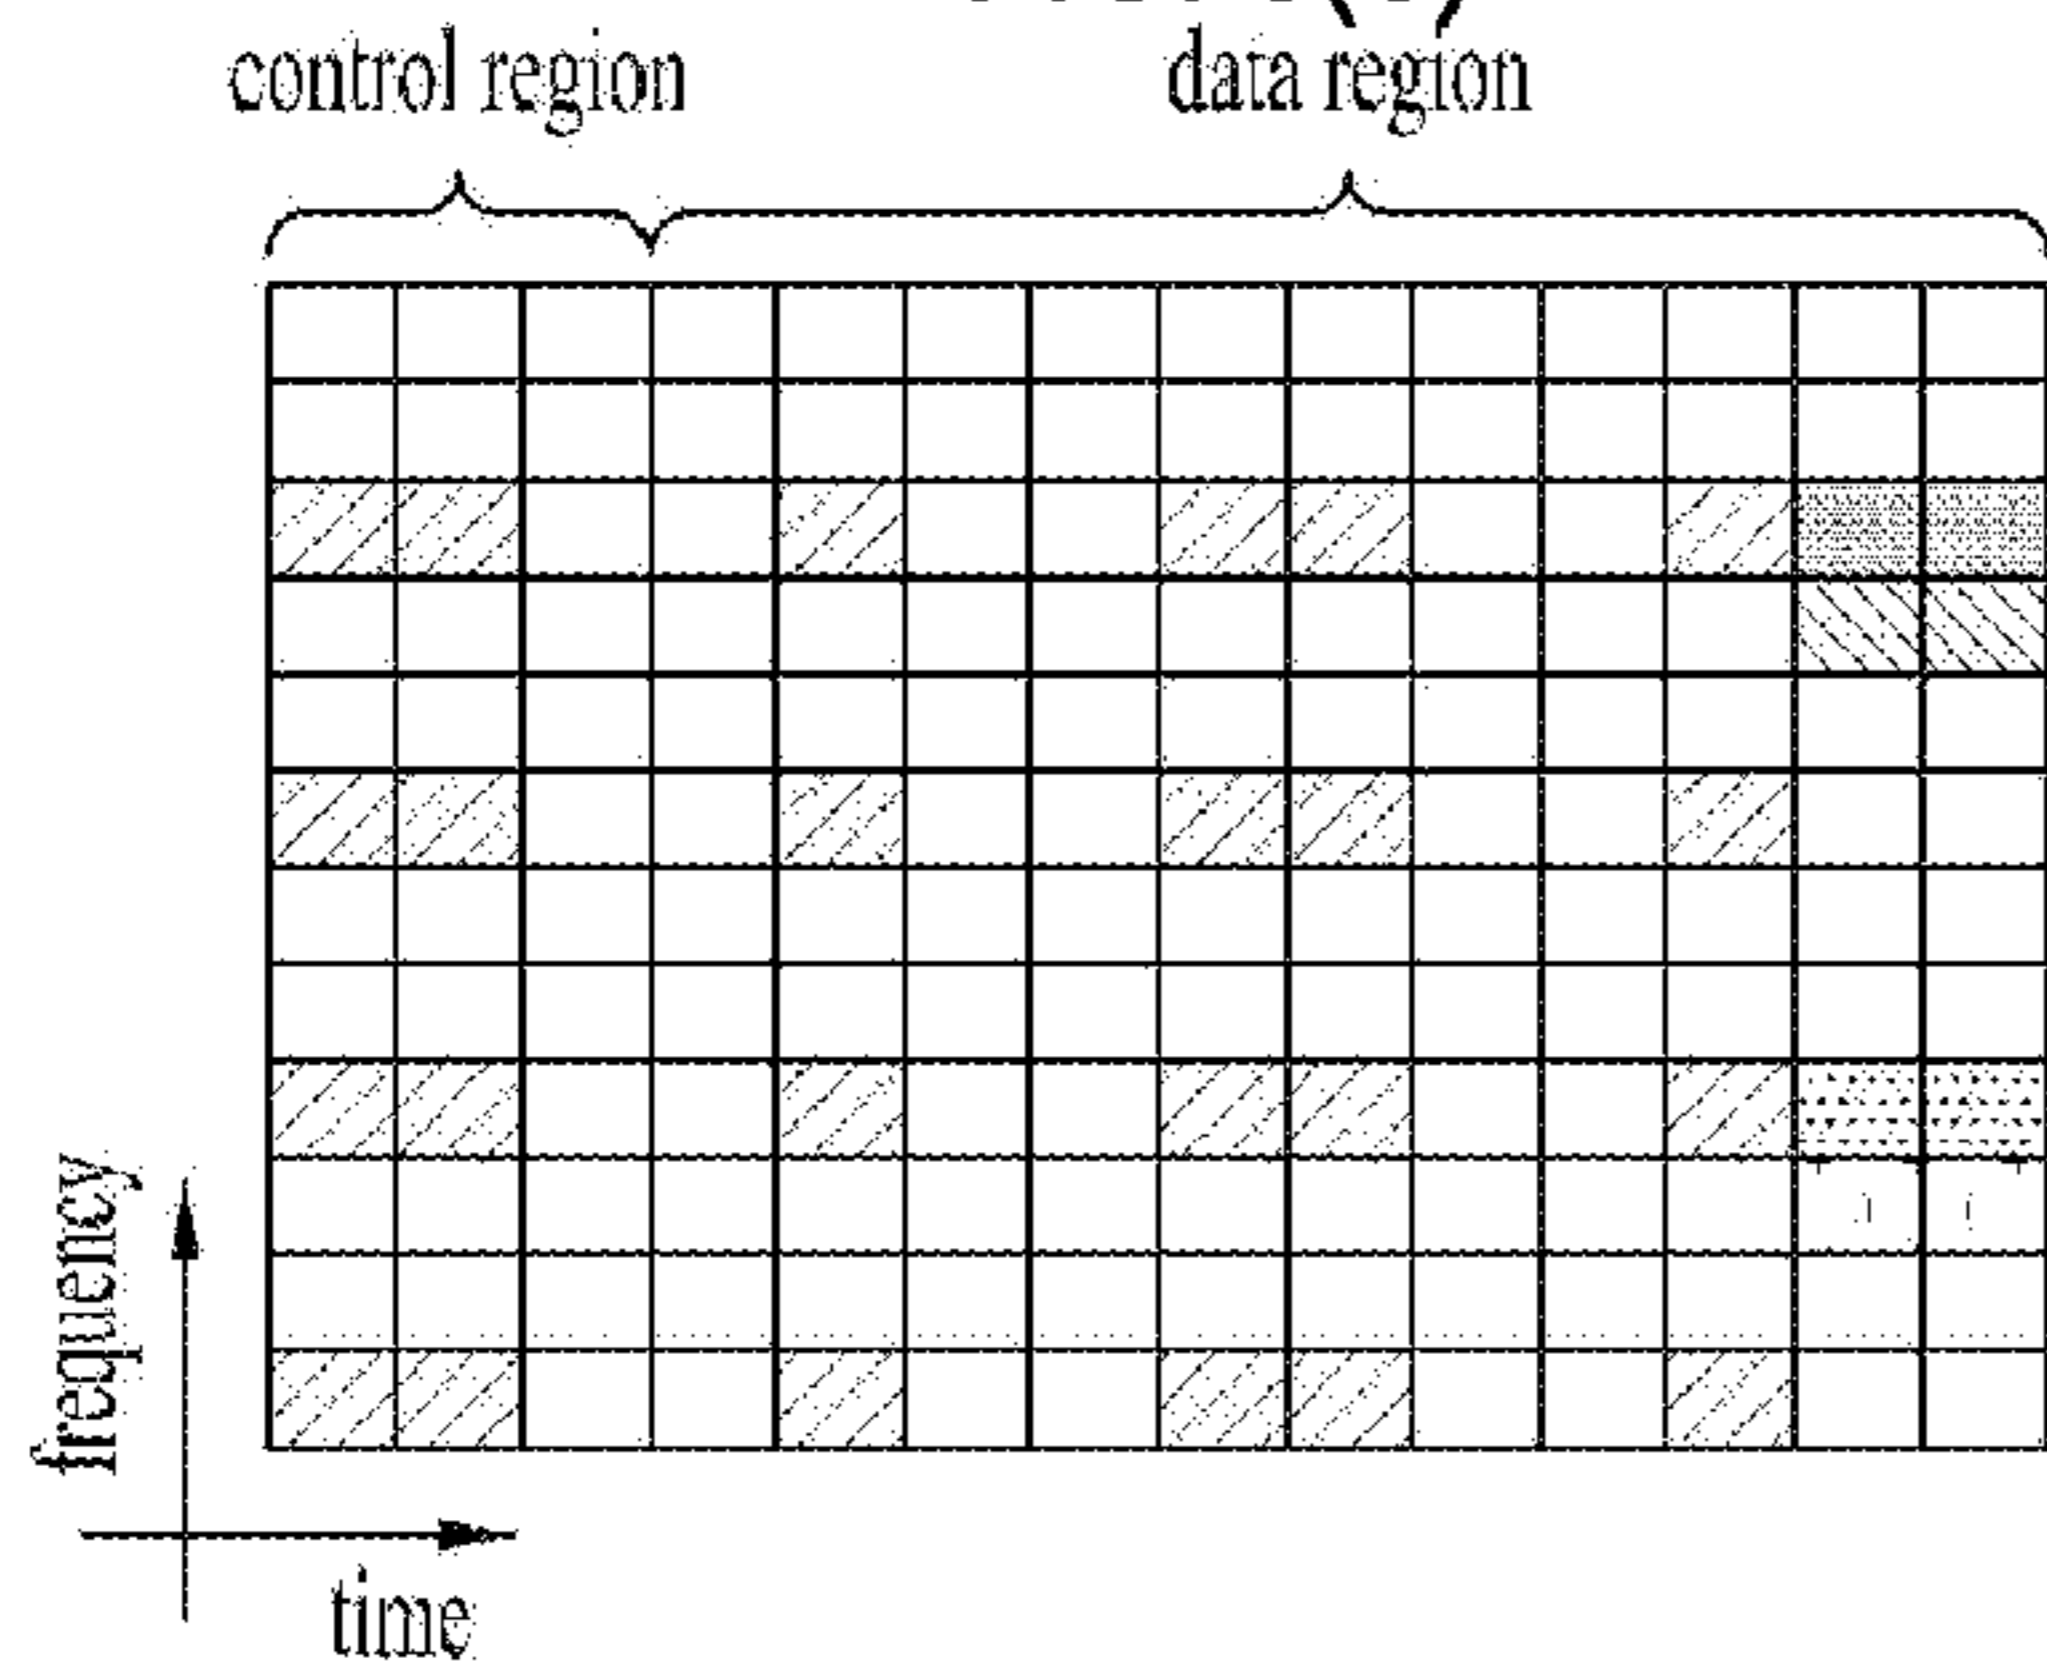 control region
data region
frequency
time